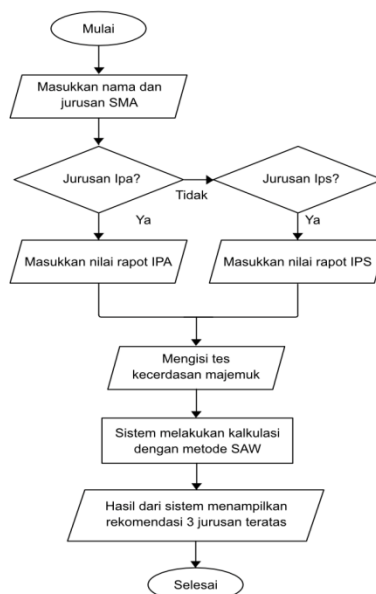 Mulai
Masukkan nama dan
jurusan SMA
Jurusan Ipa?
Tidak
Jurusan Ips?
Ya
Ya
Masukkan nilai rapot IPA
Masukkan nilai rapot IPS
Mengisi tes
kecerdasan majemuk
Sistem melakukan kalkulasi
dengan metode SAW
Hasil dari sistem menampilkan
rekomendasi 3 jurusan teratas
Selesai